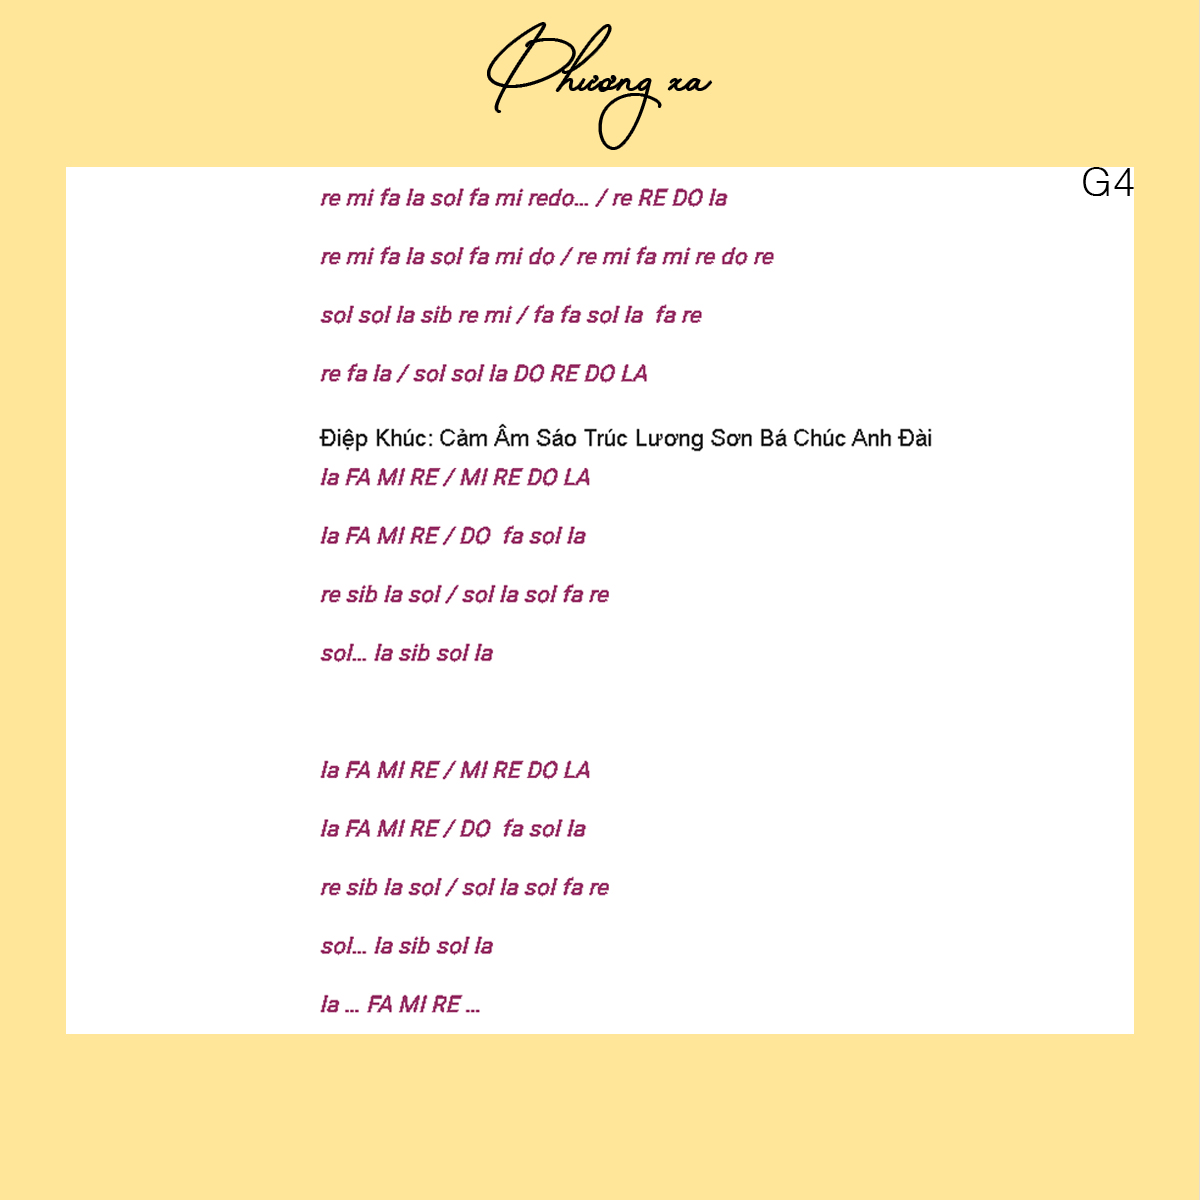 Phương xa
G4
re mi fa la sol fa mi redo... / re RE DO la
re mi fa la sol fa mi do / re mi fa mi re do re
sol sol la sib re mi / fa fa sol la  fa re
re fa la / sol sol la DO RE DO LA
Điệp Khúc: Cảm Âm Sáo Trúc Lương Sơn Bá Chúc Anh Đài
la FA MI RE / MI RE DO LA
la FA MI RE / DO  fa sol la
re sib la sol / sol la sol fa re
sol... la sib sol la
la FA MI RE / MI RE DO LA
la FA MI RE / DO  fa sol la
re sib la sol / sol la sol fa re
sol... la sib sol la
la ... FA MI RE ...